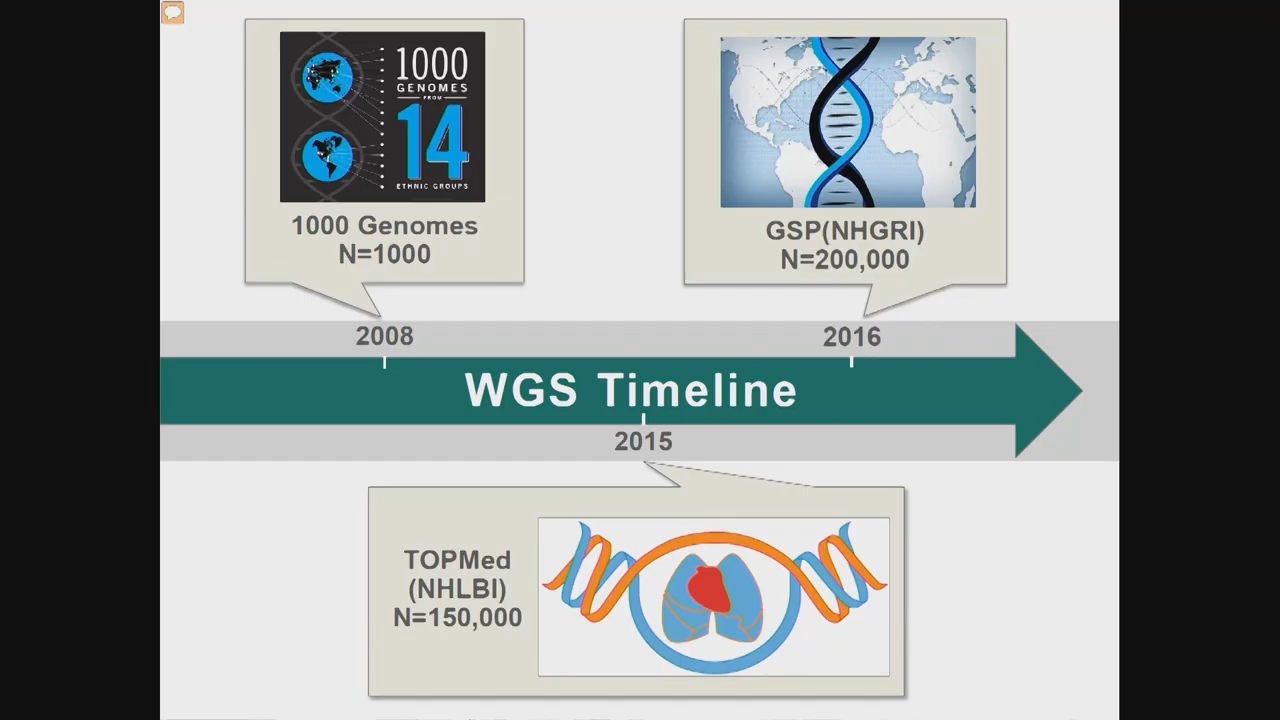 1000
GENOMES
FROM
14
ETHNIC GROUPS
1000 Genomes
N=1000
GSP(NHGRI)
N=200,000
2008
2016
WGS Timeline
2015
TOPMed
(NHLBI)
N=150,000